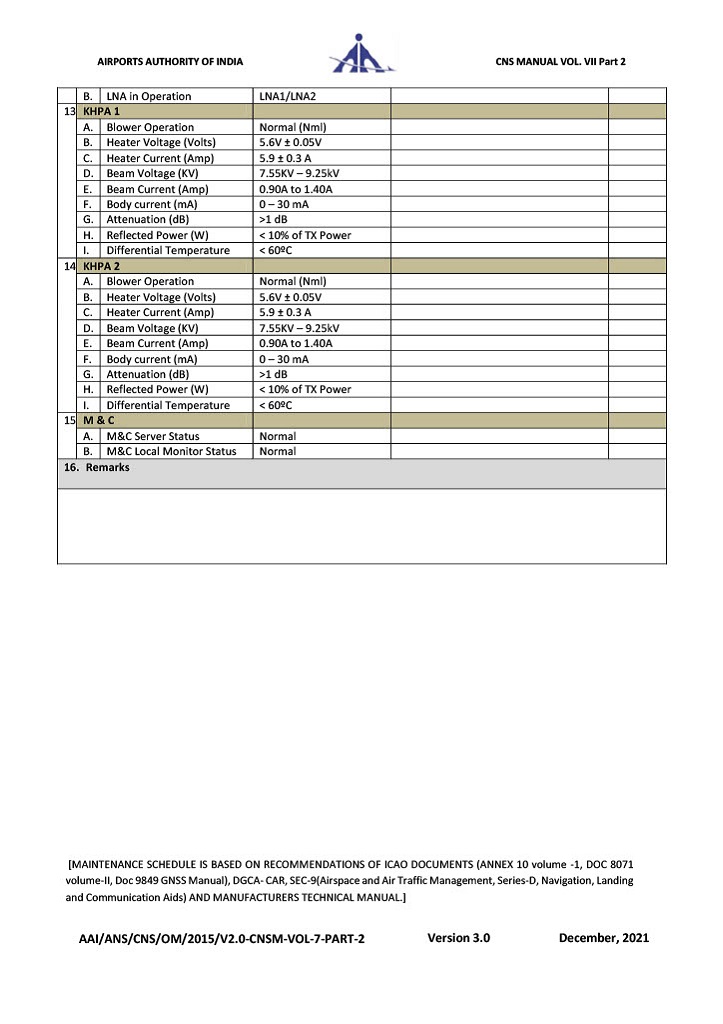 AIRPORTS AUTHORITY OF INDIA CNS MANUAL VOL. VII Part 2
B. LNA in Operation LNA1/LNA2
13 KHPA 1
A. Blower Operation Normal (Nml)
B. Heater Voltage (Volts) 5.6V ± 0.05V
C. Heater Current (Amp) 5.9 ± 0.3 A
D. Beam Voltage (KV) 7.55KV – 9.25kV
E. Beam Current (Amp) 0.90A to 1.40A
F. Body current (mA) 0 – 30 mA
G. Attenuation (dB) >1 dB
H. Reflected Power (W) < 10% of TX Power
I. Differential Temperature < 60ºC
14 KHPA 2
A. Blower Operation Normal (Nml)
B. Heater Voltage (Volts) 5.6V ± 0.05V
C. Heater Current (Amp) 5.9 ± 0.3 A
D. Beam Voltage (KV) 7.55KV – 9.25kV
E. Beam Current (Amp) 0.90A to 1.40A
F. Body current (mA) 0 – 30 mA
G. Attenuation (dB) >1 dB
H. Reflected Power (W) < 10% of TX Power
I. Differential Temperature < 60ºC
15 M & C
A. M&C Server Status Normal
B. M&C Local Monitor Status Normal
16. Remarks
[MAINTENANCE SCHEDULE IS BASED ON RECOMMENDATIONS OF ICAO DOCUMENTS (ANNEX 10 volume -1, DOC 8071
volume-II, Doc 9849 GNSS Manual), DGCA- CAR, SEC-9(Airspace and Air Traffic Management, Series-D, Navigation, Landing
and Communication Aids) AND MANUFACTURERS TECHNICAL MANUAL.]
AAI/ANS/CNS/OM/2015/V2.0-CNSM-VOL-7-PART-2 Version 3.0 December, 2021